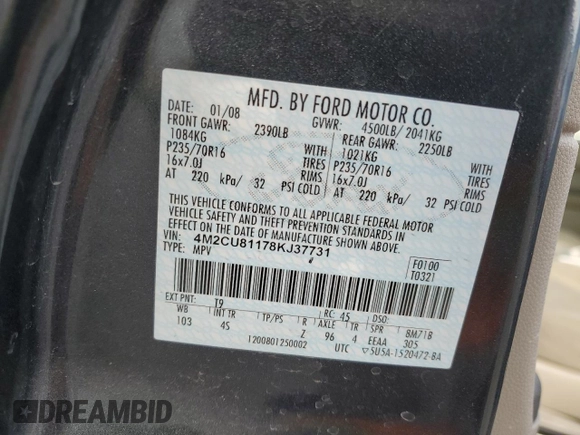 MFD. BY FORD MOTOR CO.
DATE: 01/08 GVWR: 4500LB/ 2041KG
FRONT GAWR: 2390LB REAR GAWR: 2250LB
1084KG WITH 1021KG WITH
P235/70R16 TIRES P235/70R16 TIRES
16x7.0J RIMS 16x7.0J RIMS
AT 220 kPa/ 32 PSI COLD AT 220 kPa/ 32 PSI COLD
THIS VEHICLE CONFORMS TO ALL APPLICABLE FEDERAL MOTOR
VEHICLE SAFETY AND THEFT PREVENTION STANDARDS IN
EFFECT ON THE DATE OF MANUFACTURE SHOWN ABOVE.
VIN: 4M2CU81178KJ37731
TYPE: MPV
F0100
T0321
EXT PNT: T9 RC: 45 DSO:
WB INT TR TP/PS R AXLE TR SPR BM71B
103 45 Z 96 4 EEAA 305
1200801250002 UTC ▽5U5A-1520472-BA
DREAMBID